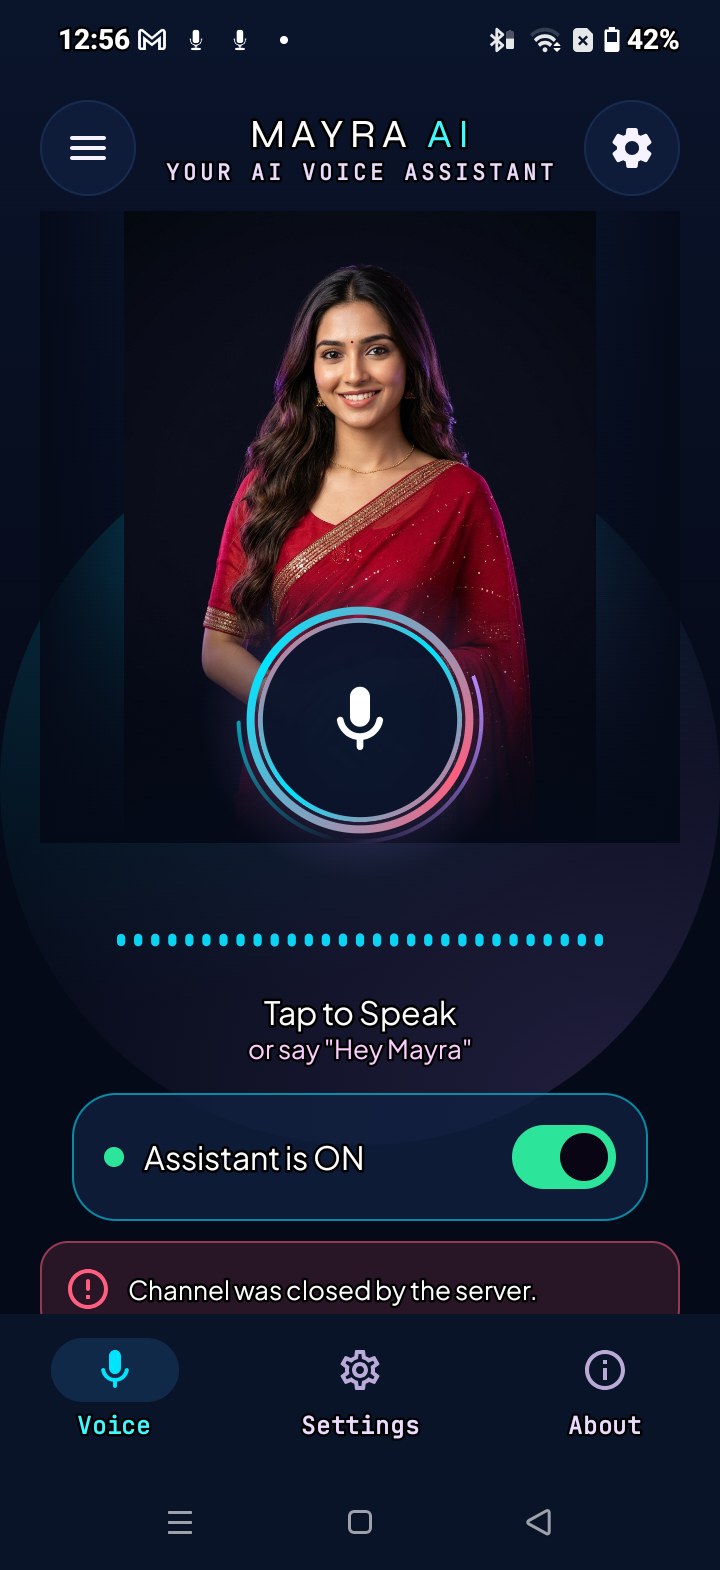 12:56
42%
MAYRA AI
YOUR AI VOICE ASSISTANT
Tap to Speak
or say "Hey Mayra"
Assistant is ON
Channel was closed by the server.
Voice
Settings
About